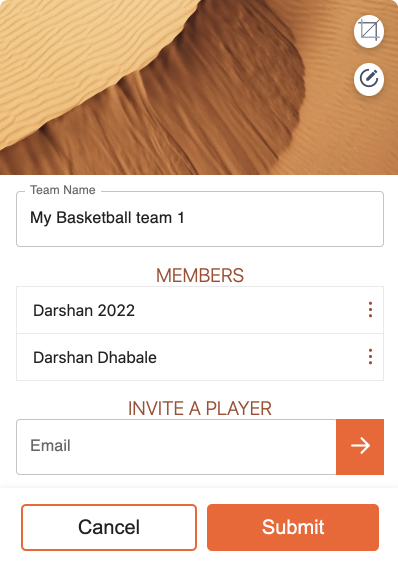 Team Name
My Basketball team 1
MEMBERS
Darshan 2022
Darshan Dhabale
INVITE A PLAYER
Email
Cancel
Submit